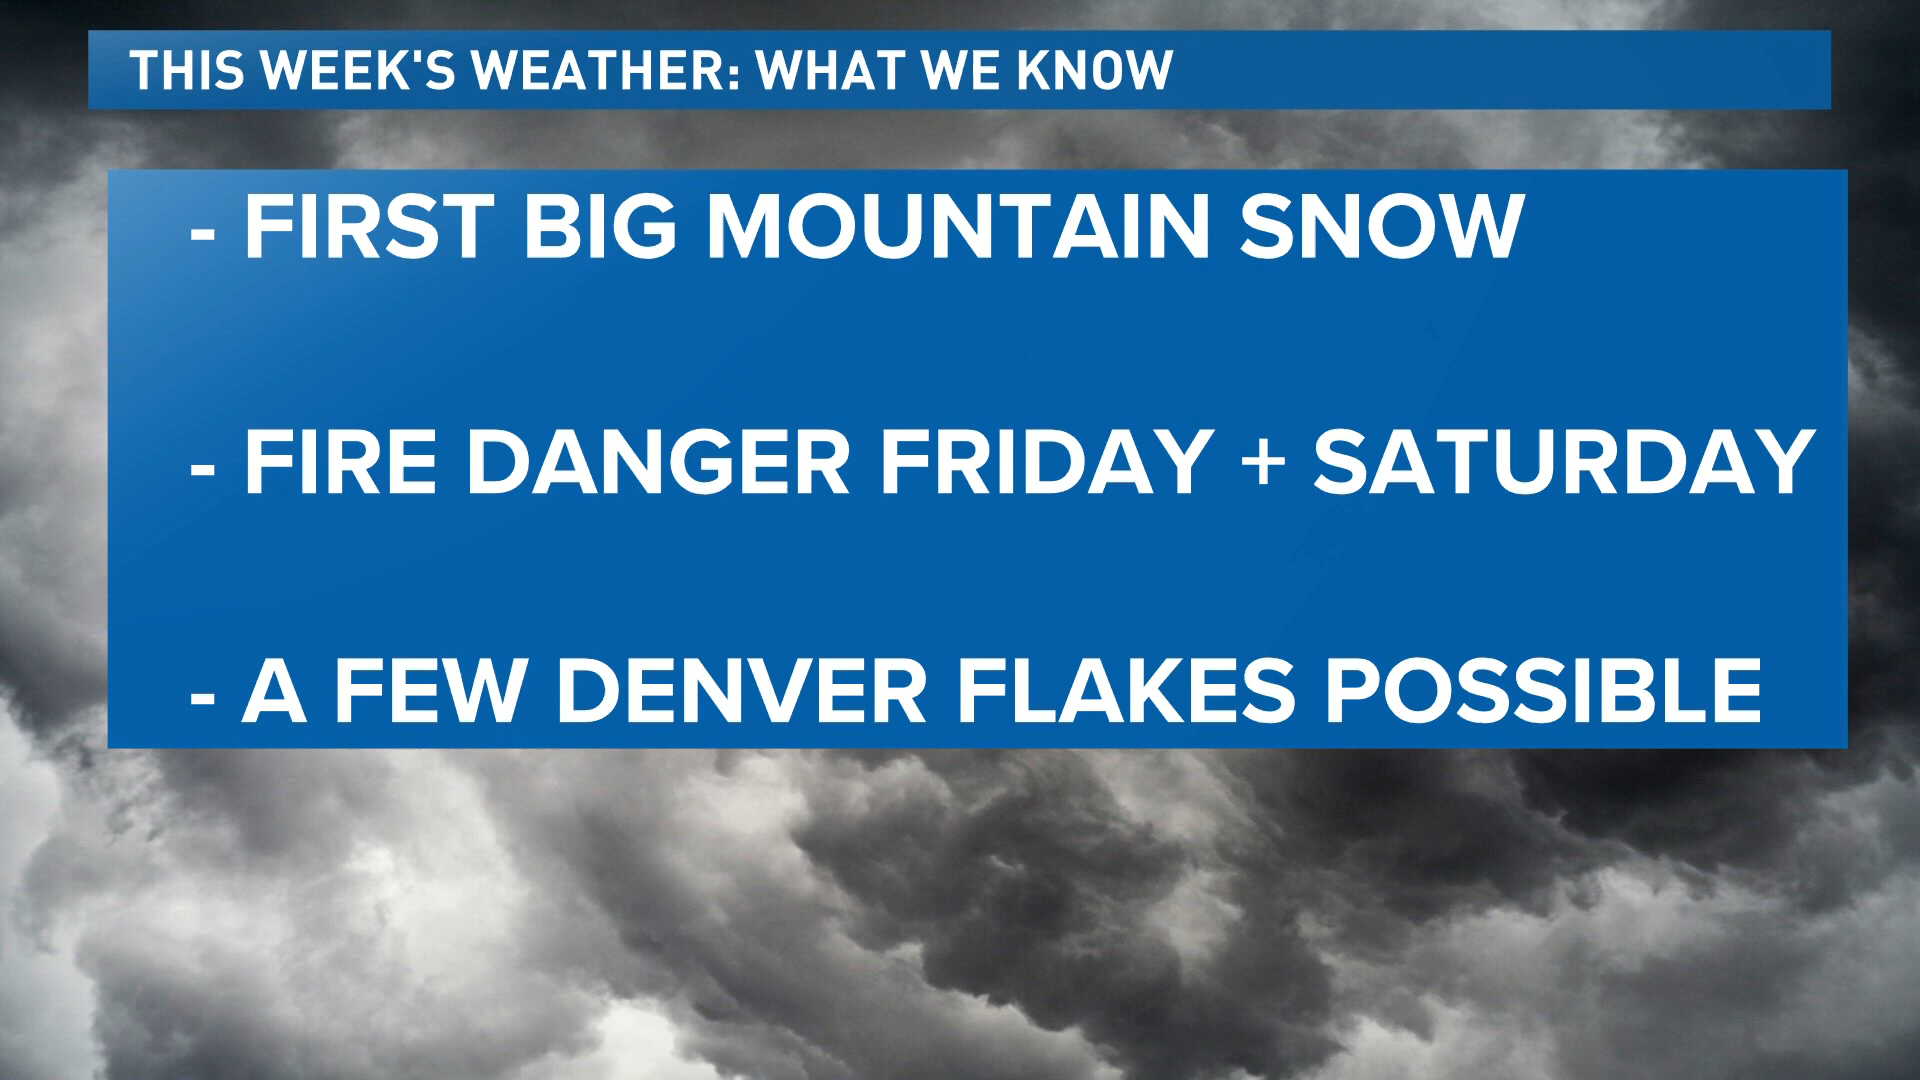 THIS WEEK'S WEATHER: WHAT WE KNOW
- FIRST BIG MOUNTAIN SNOW
- FIRE DANGER FRIDAY + SATURDAY
- A FEW DENVER FLAKES POSSIBLE